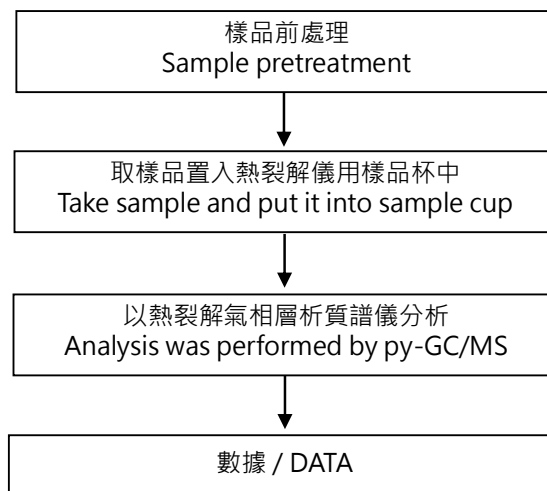 樣品前處理
Sample pretreatment
取樣品置入熱裂解儀用樣品杯中
Take sample and put it into sample cup
以熱裂解氣相層析質譜儀分析
Analysis was performed by py-GC/MS
數據 / DATA